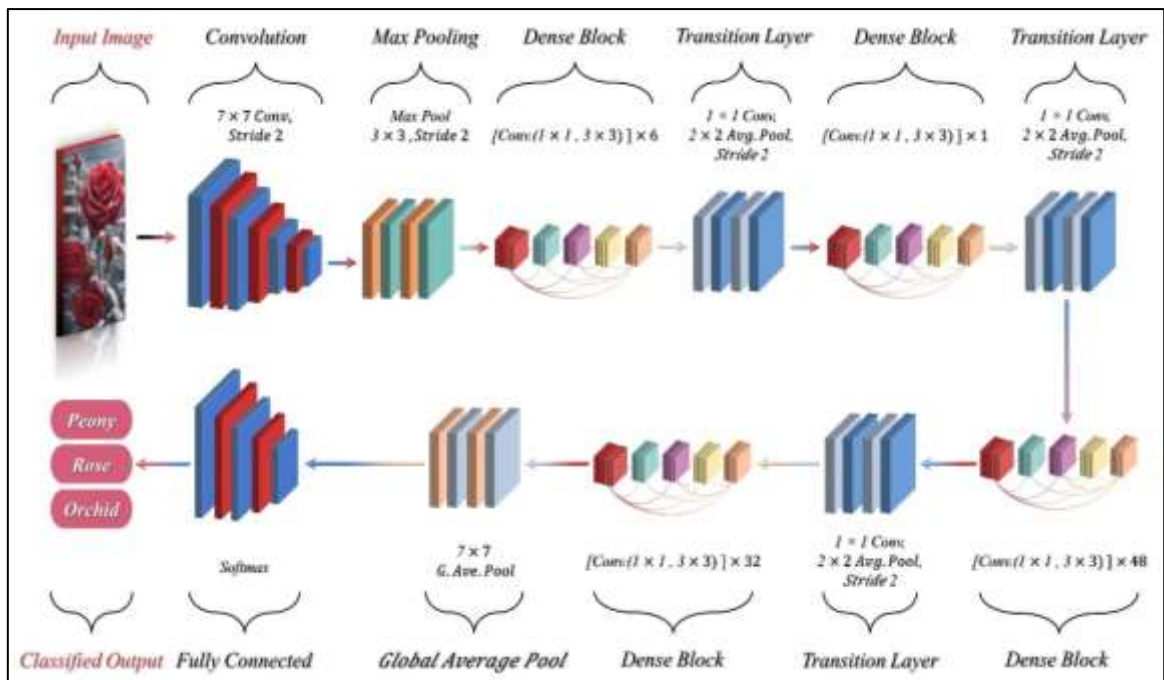 Input Image
Convolution
Max Pooling
Dense Block
Transition Layer
Dense Block
Transition Layer
7 × 7 Conv,
Stride 2
Max Pool
3 × 3 , Stride 2
[Conv.(1 × 1 , 3 × 3) ] × 6
1 × 1 Conv,
2 × 2 Avg. Pool,
Stride 2
[Conv.(1 × 1 , 3 × 3) ] × 1
1 × 1 Conv,
2 × 2 Avg. Pool,
Stride 2
Peony
Rose
Orchid
Softmax
7 × 7
G. Ave. Pool
[Conv.(1 × 1 , 3 × 3) ] × 32
1 × 1 Conv,
2 × 2 Avg. Pool,
Stride 2
[Conv.(1 × 1 , 3 × 3) ] × 48
Classified Output
Fully Connected
Global Average Pool
Dense Block
Transition Layer
Dense Block